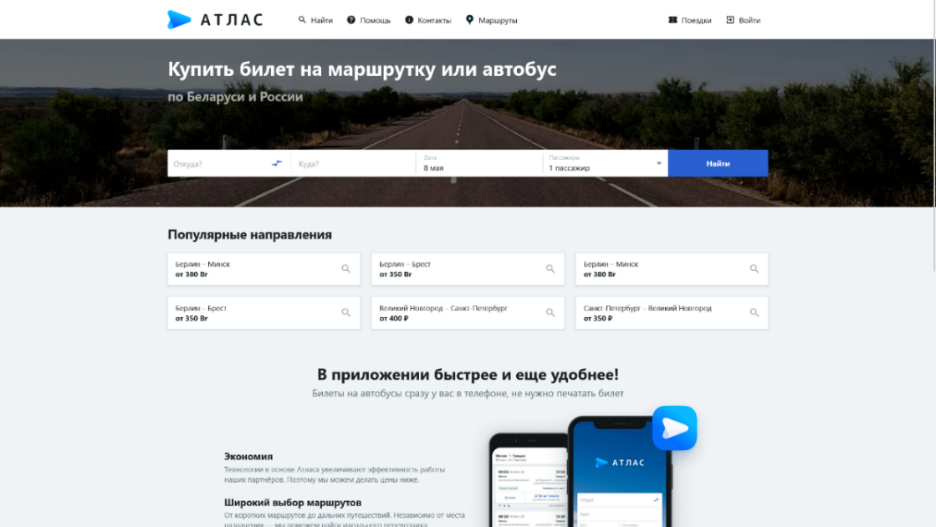 АТЛАС Найти Помощь Контакты Маршруты Поездки Войти
Купить билет на маршрутку или автобус
по Беларуси и России
Откуда? Куда? Дата 8 мая Пассажиры 1 пассажир Найти
Популярные направления
Берлин – Минск
от 380 Br
Берлин – Брест
от 350 Br
Берлин – Минск
от 380 Br
Берлин – Брест
от 350 Br
Великий Новгород – Санкт-Петербург
от 400 ₽
Санкт-Петербург – Великий Новгород
от 350 ₽
В приложении быстрее и еще удобнее!
Билеты на автобусы сразу у вас в телефоне, не нужно печатать билет
Экономия
Технологии в основе Атласа увеличивают эффективность работы
наших партнёров. Поэтому мы можем делать цены ниже.
Широкий выбор маршрутов
От коротких маршрутов до дальних путешествий. Независимо от места
АТЛАС